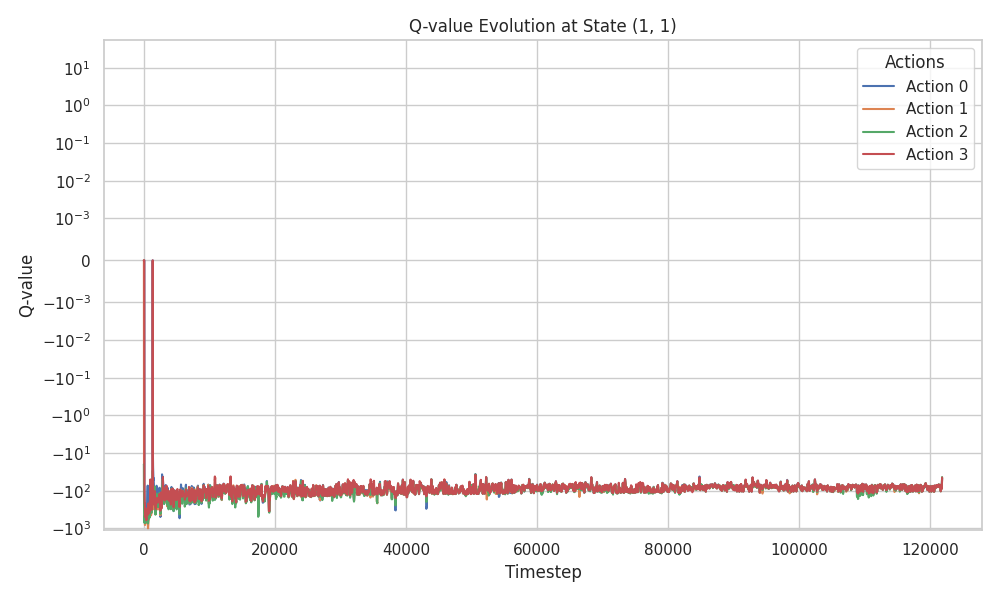 Q-value Evolution at State (1, 1)
Actions
Action 0
Action 1
Action 2
Action 3
Q-value
10¹
10⁰
10⁻¹
10⁻²
10⁻³
0
−10⁻³
−10⁻²
−10⁻¹
−10⁰
−10¹
−10²
−10³
0 20000 40000 60000 80000 100000 120000
Timestep